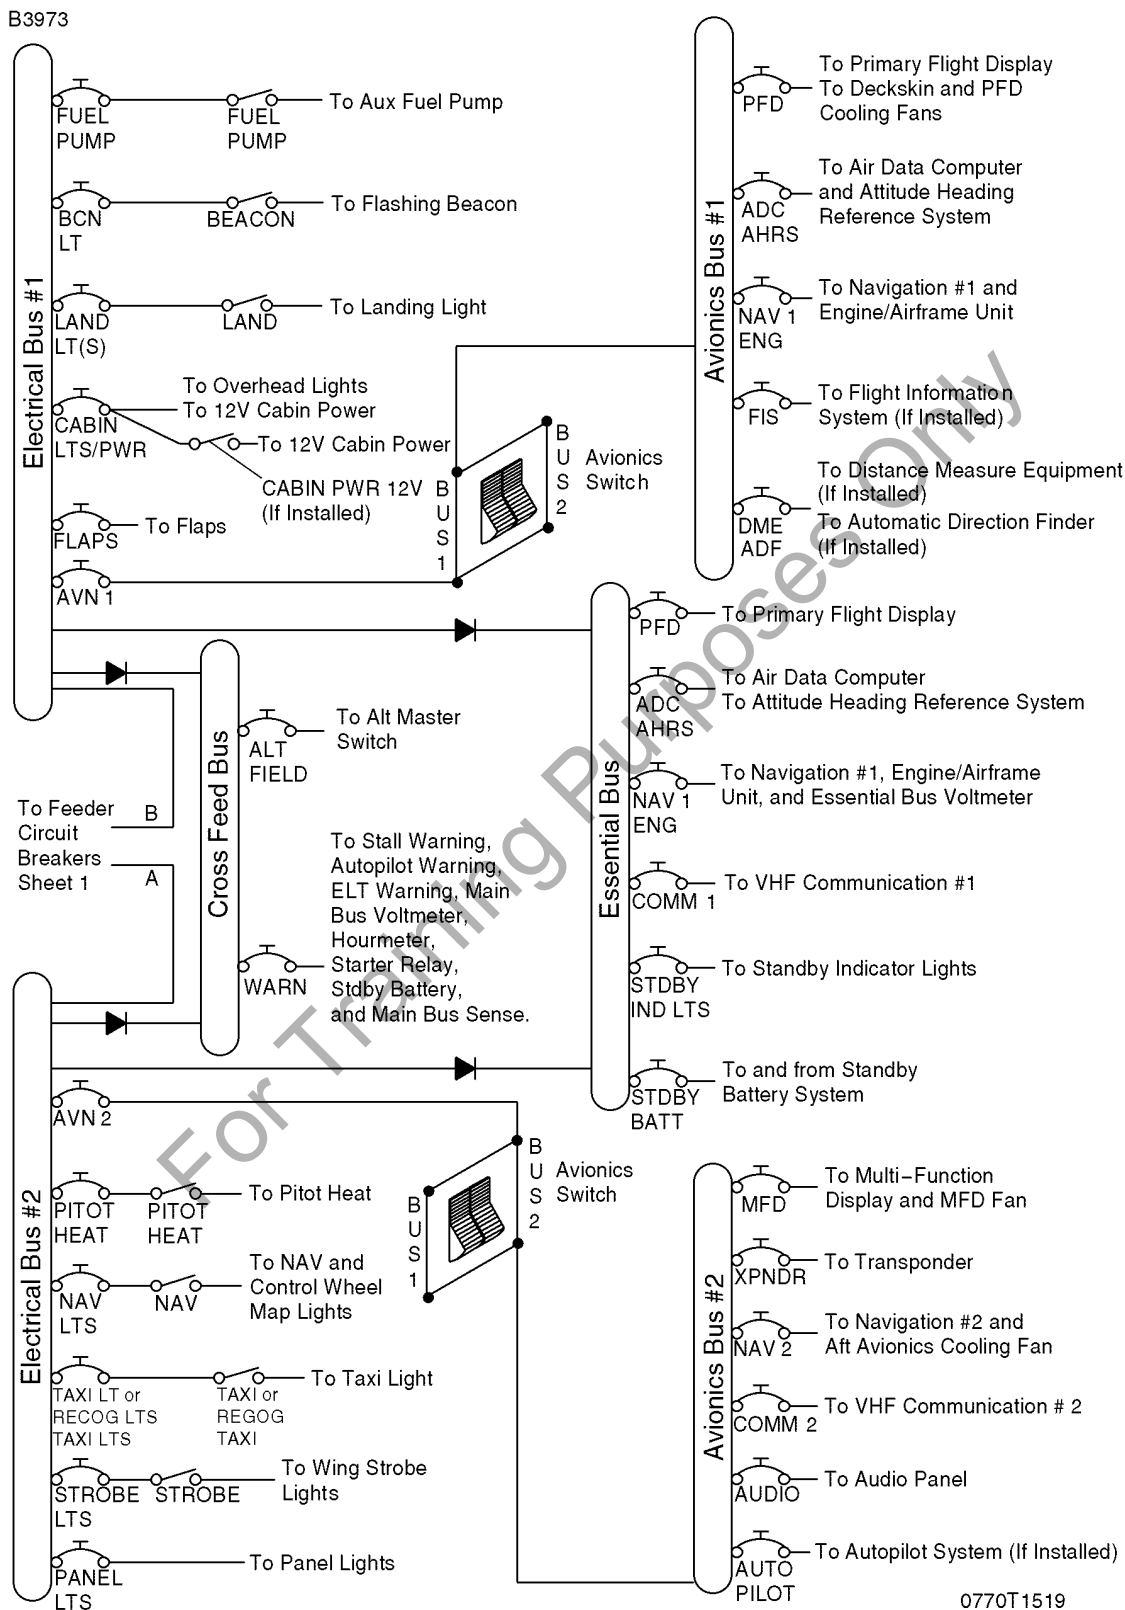 B3973
Electrical Bus #1
FUEL
PUMP
FUEL
PUMP
To Aux Fuel Pump
BCN
LT
BEACON
To Flashing Beacon
LAND
LT(S)
LAND
To Landing Light
CABIN
LTS/PWR
To Overhead Lights
To 12V Cabin Power
To 12V Cabin Power
CABIN PWR 12V
(If Installed)
FLAPS
To Flaps
AVN 1
BUS1
BUS2
Avionics
Switch
Avionics Bus #1
PFD
To Primary Flight Display
To Deckskin and PFD
Cooling Fans
ADC
AHRS
To Air Data Computer
and Attitude Heading
Reference System
NAV 1
ENG
To Navigation #1 and
Engine/Airframe Unit
FIS
To Flight Information
System (If Installed)
DME
ADF
To Distance Measure Equipment
(If Installed)
To Automatic Direction Finder
(If Installed)
Cross Feed Bus
ALT
FIELD
To Alt Master
Switch
WARN
To Stall Warning,
Autopilot Warning,
ELT Warning, Main
Bus Voltmeter,
Hourmeter,
Starter Relay,
Stdby Battery,
and Main Bus Sense.
To Feeder
Circuit
Breakers
Sheet 1
B
A
Essential Bus
PFD
To Primary Flight Display
ADC
AHRS
To Air Data Computer
To Attitude Heading Reference System
NAV 1
ENG
To Navigation #1, Engine/Airframe
Unit, and Essential Bus Voltmeter
COMM 1
To VHF Communication #1
STDBY
IND LTS
To Standby Indicator Lights
STDBY
BATT
To and from Standby
Battery System
Electrical Bus #2
AVN 2
PITOT
HEAT
PITOT
HEAT
To Pitot Heat
NAV
LTS
NAV
To NAV and
Control Wheel
Map Lights
TAXI LT or
RECOG LTS
TAXI LTS
TAXI or
REGOG
TAXI
To Taxi Light
STROBE
LTS
STROBE
To Wing Strobe
Lights
PANEL
LTS
To Panel Lights
BUS1
BUS2
Avionics
Switch
Avionics Bus #2
MFD
To Multi-Function
Display and MFD Fan
XPNDR
To Transponder
NAV 2
To Navigation #2 and
Aft Avionics Cooling Fan
COMM 2
To VHF Communication # 2
AUDIO
To Audio Panel
AUTO
PILOT
To Autopilot System (If Installed)
0770T1519
For Training Purposes Only